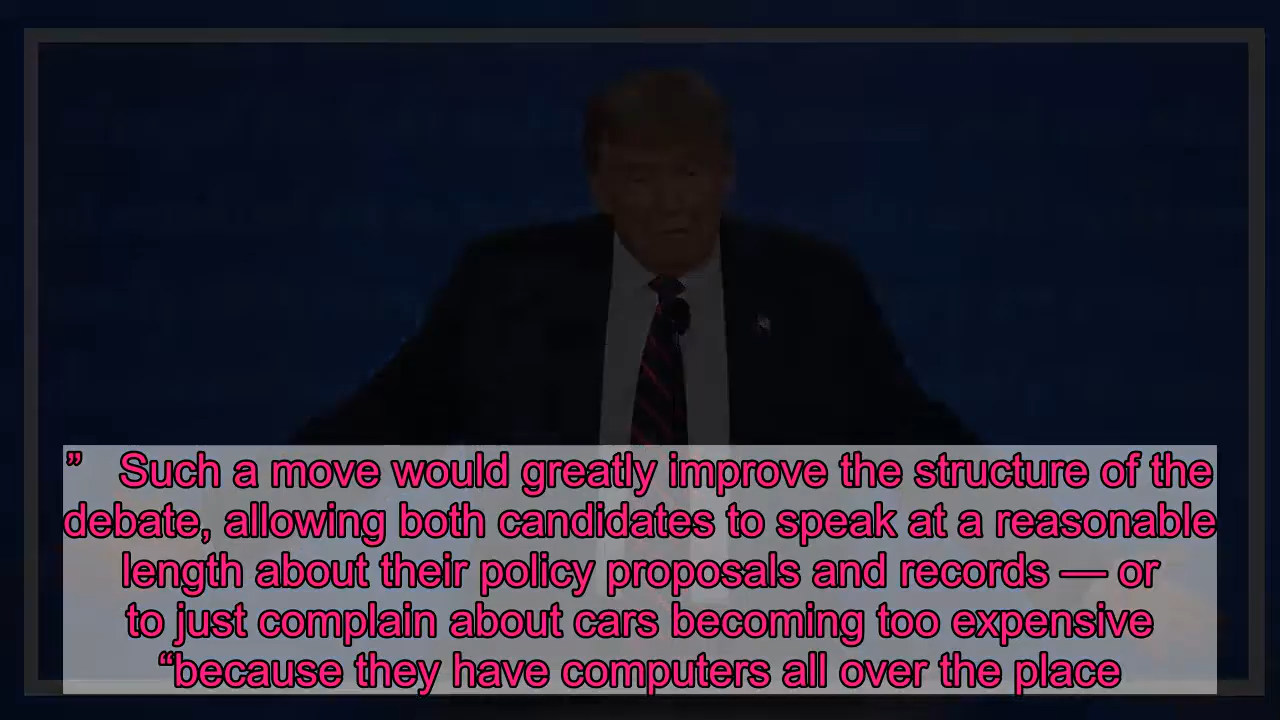 ”   Such a move would greatly improve the structure of the
debate, allowing both candidates to speak at a reasonable
length about their policy proposals and records — or
to just complain about cars becoming too expensive
“because they have computers all over the place